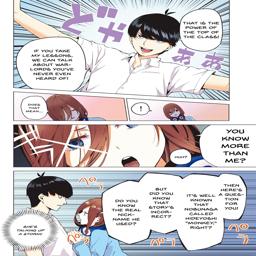 THAT IS THE
POWER OF
THE TOP OF
THE CLASS!
IF YOU TAKE
MY LESSONS,
WE CAN TALK
ABOUT WAR-
LORDS YOU'VE
NEVER EVEN
HEARD OF!
!
DOES
THAT
MEAN...
YOU
KNOW
MORE
THAN
ME?
HUH?
THEN
HERE'S
A QUES-
TION
FOR
YOU!
IT'S WELL
KNOWN
THAT
NOBUNAGA
CALLED
HIDEYOSHI
"MONKEY,"
RIGHT?
BUT
DID YOU
KNOW
THAT
STORY'S
INCOR-
RECT?
DO YOU
KNOW
THE REAL
NICK-
NAME HE
USED?
SHE'S
TALKING UP
A STORM!